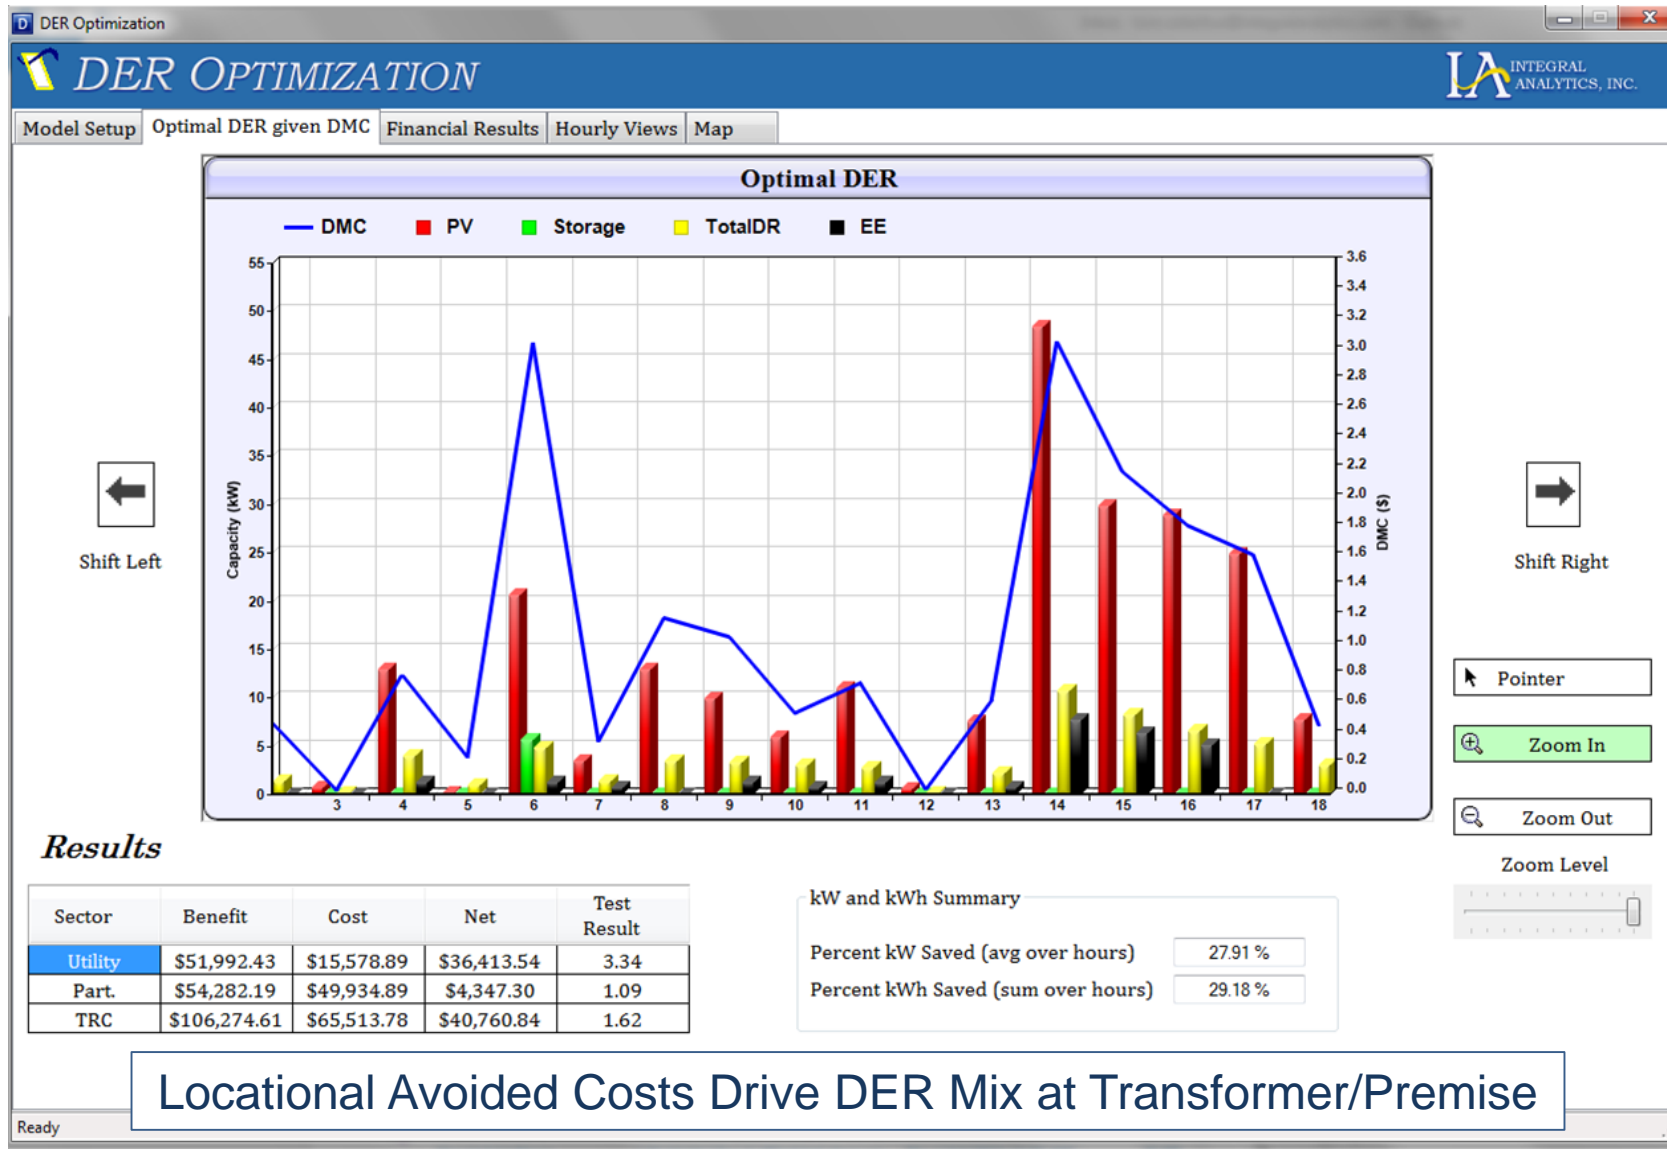 DER Optimization
DER OPTIMIZATION
INTEGRAL
ANALYTICS, INC.
Model Setup Optimal DER given DMC Financial Results Hourly Views Map
Optimal DER
DMC PV Storage TotalDR EE
55 50 45 40 35 30 25 20 15 10 5 0
Capacity (kW)
3.6 3.4 3.2 3.0 2.8 2.6 2.4 2.2 2.0 1.8 1.6 1.4 1.2 1.0 0.8 0.6 0.4 0.2 0.0
DMC ($)
3 4 5 6 7 8 9 10 11 12 13 14 15 16 17 18
Shift Left
Shift Right
Pointer
Zoom In
Zoom Out
Zoom Level
Results
Sector Benefit Cost Net Test Result
Utility $51,992.43 $15,578.89 $36,413.54 3.34
Part. $54,282.19 $49,934.89 $4,347.30 1.09
TRC $106,274.61 $65,513.78 $40,760.84 1.62
kW and kWh Summary
Percent kW Saved (avg over hours) 27.91 %
Percent kWh Saved (sum over hours) 29.18 %
Locational Avoided Costs Drive DER Mix at Transformer/Premise
Ready